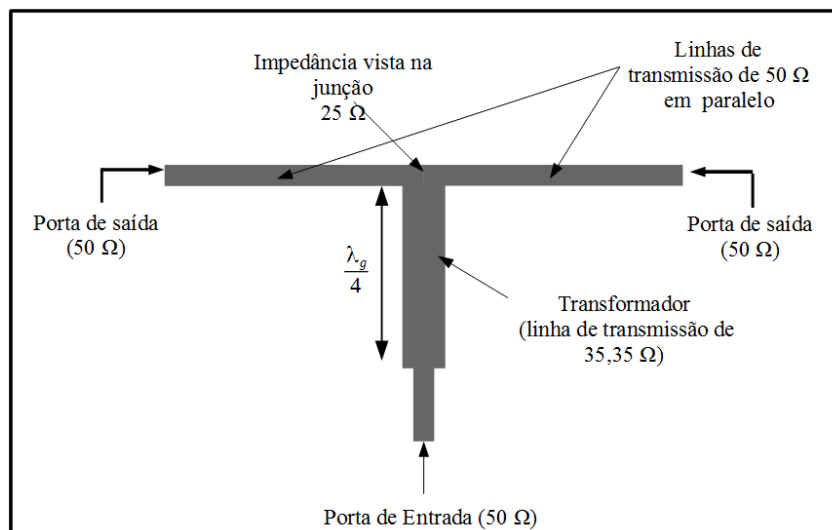 Impedância vista na
junção
25 Ω
Linhas de
transmissão de 50 Ω
em paralelo
Porta de saída
(50 Ω)
Porta de saída
(50 Ω)
λg
4
Transformador
(linha de transmissão de
35,35 Ω)
Porta de Entrada (50 Ω)